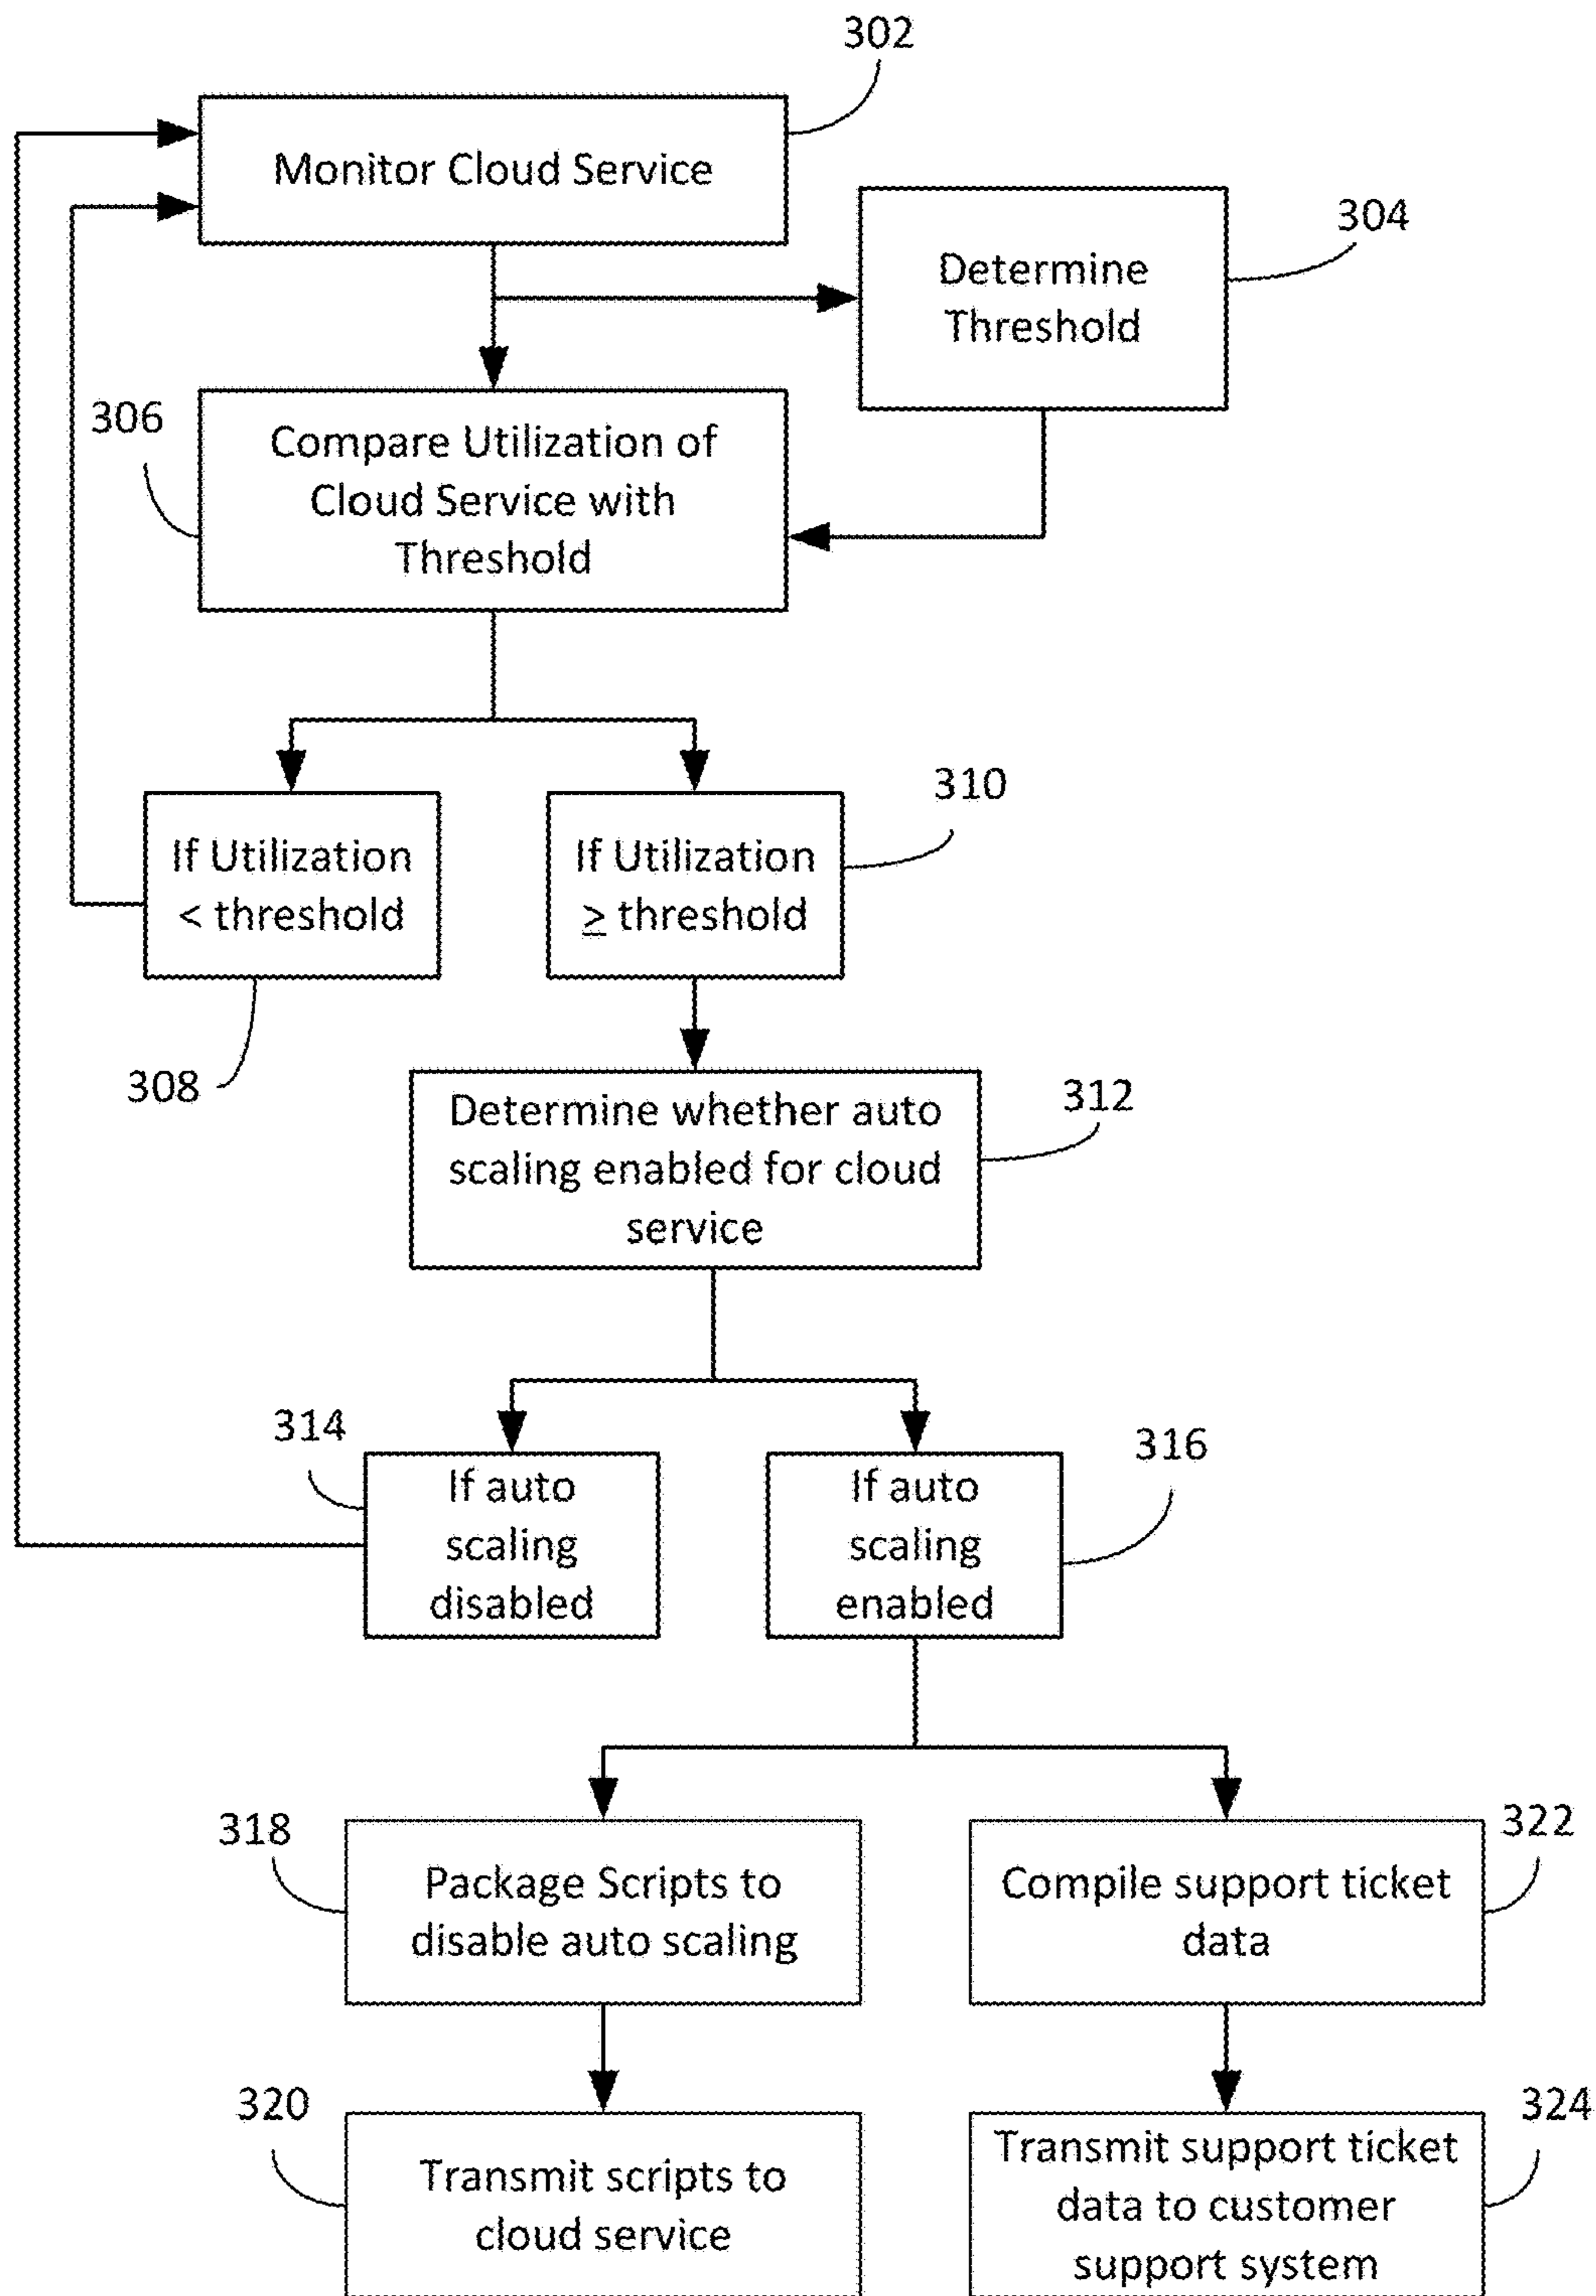 302
Monitor Cloud Service
304
Determine
Threshold
306
Compare Utilization of
Cloud Service with
Threshold
310
If Utilization
< threshold
If Utilization
≥ threshold
308
312
Determine whether auto
scaling enabled for cloud
service
314
316
If auto
scaling
disabled
If auto
scaling
enabled
318
322
Package Scripts to
disable auto scaling
Compile support ticket
data
320
324
Transmit scripts to
cloud service
Transmit support ticket
data to customer
support system